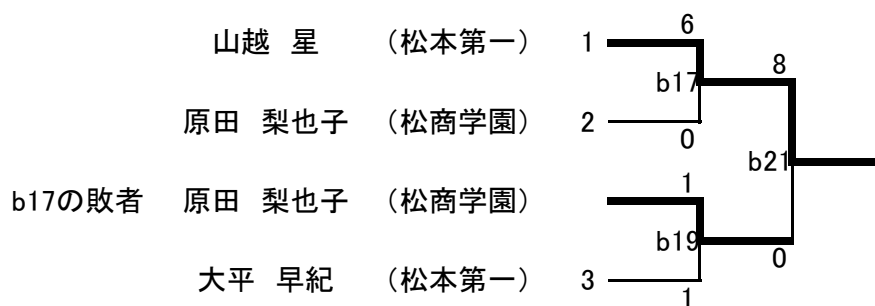 6
山越 星 (松本第一) 1 8
b17
原田 梨也子 (松商学園) 2
0 b21
1
b17の敗者 原田 梨也子 (松商学園)
b19
0
大平 早紀 (松本第一) 3
1